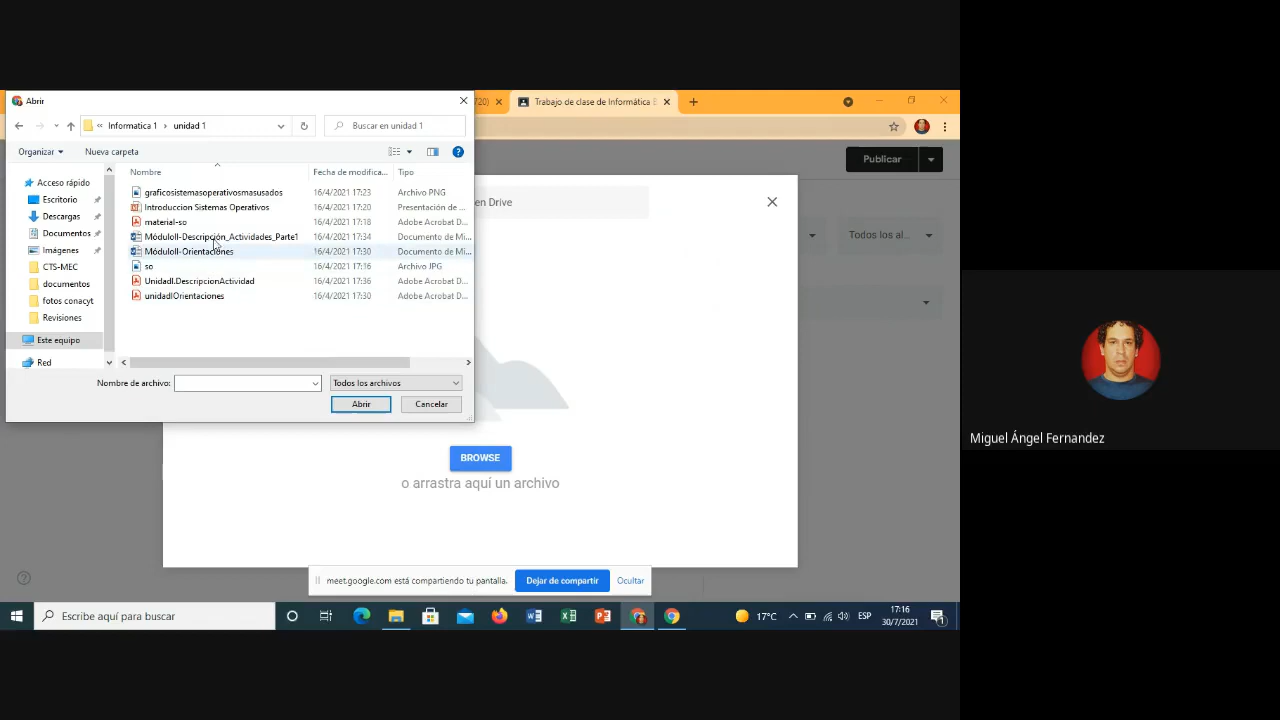 Abrir
720)
Trabajo de clase de Informática
« Informatica 1 › unidad 1
Buscar en unidad 1
Organizar
Nueva carpeta
Publicar
Nombre
Fecha de modifica...
Tipo
Acceso rápido
Escritorio
Descargas
Documentos
Imágenes
CTS-MEC
documentos
fotos conacyt
Revisiones
Este equipo
Red
graficosistemasoperativosmasusados 16/4/2021 17:23 Archivo PNG
Introduccion Sistemas Operativos 16/4/2021 17:20 Presentación de ...
material-so 16/4/2021 17:18 Adobe Acrobat D...
MóduloII-Descripción_Actividades_Parte1 16/4/2021 17:34 Documento de Mi...
MóduloII-Orientaciones 16/4/2021 17:30 Documento de Mi...
so 16/4/2021 17:16 Archivo JPG
UnidadI.DescripcionActividad 16/4/2021 17:36 Adobe Acrobat D...
unidadIOrientaciones 16/4/2021 17:30 Adobe Acrobat D...
en Drive
Todos los al...
Nombre de archivo:
Todos los archivos
Abrir
Cancelar
Miguel Ángel Fernandez
BROWSE
o arrastra aquí un archivo
meet.google.com está compartiendo tu pantalla.
Dejar de compartir
Ocultar
Escribe aquí para buscar
17°C
ESP
17:16
30/7/2021
1